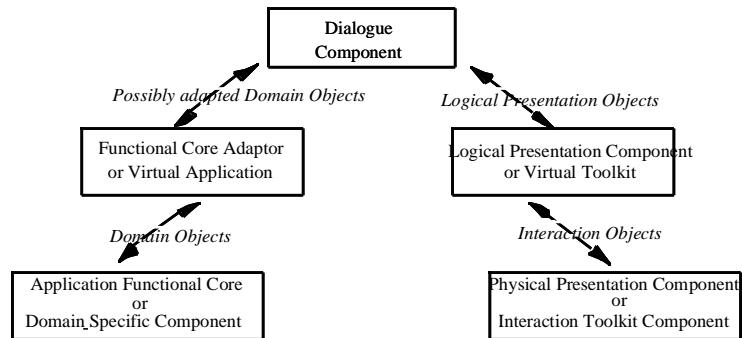 Dialogue
Component
Possibly adapted Domain Objects
Logical Presentation Objects
Functional Core Adaptor
or Virtual Application
Logical Presentation Component
or Virtual Toolkit
Domain Objects
Interaction Objects
Application Functional Core
or
Domain-Specific Component
Physical Presentation Component
or
Interaction Toolkit Component